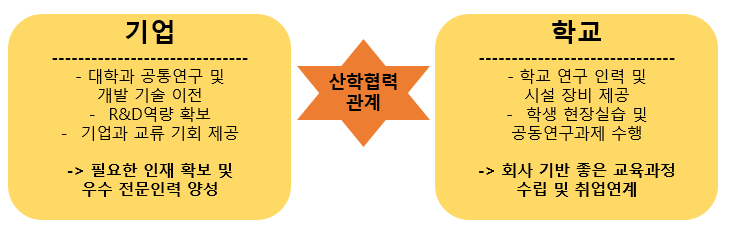 기업
------------------------------
- 대학과 공통연구 및
개발 기술 이전
- R&D역량 확보
- 기업과 교류 기회 제공
-> 필요한 인재 확보 및
우수 전문인력 양성
산학협력
관계
학교
------------------------------
- 학교 연구 인력 및
시설 장비 제공
- 학생 현장실습 및
공동연구과제 수행
-> 회사 기반 좋은 교육과정
수립 및 취업연계